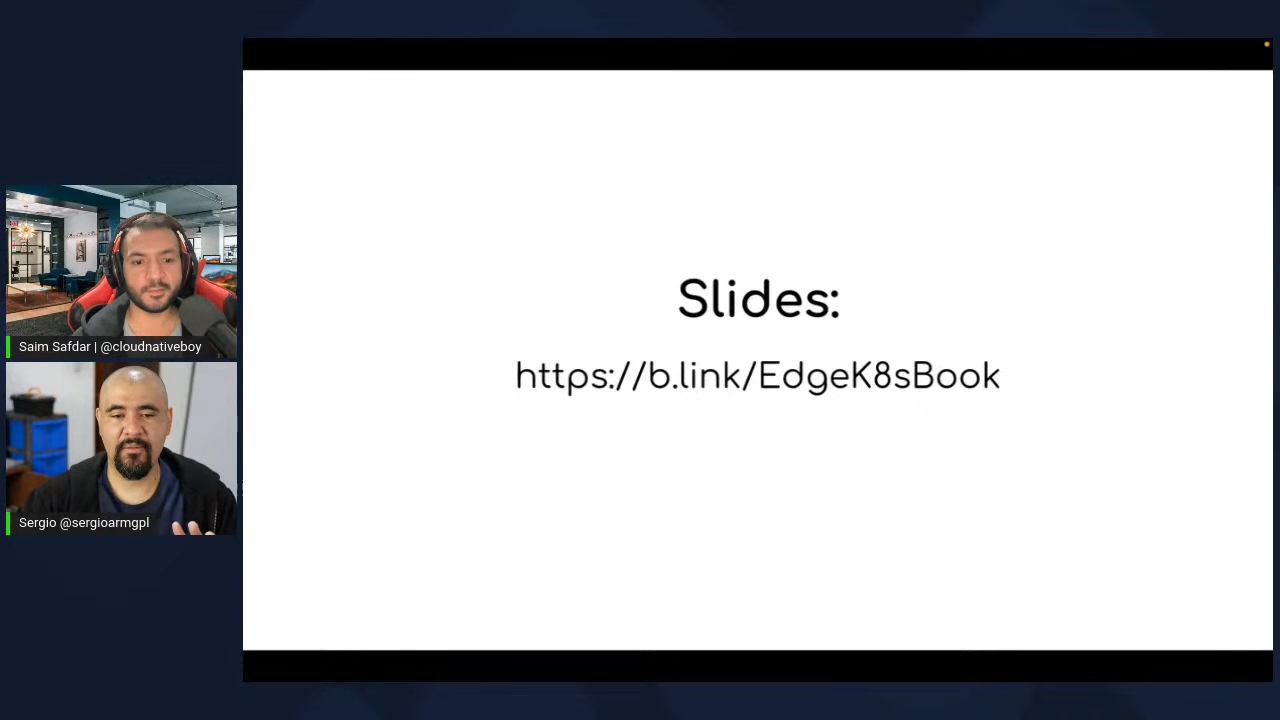 Saim Safdar | @cloudnativeboy
Sergio @sergioarmgpl
Slides:
https://b.link/EdgeK8sBook